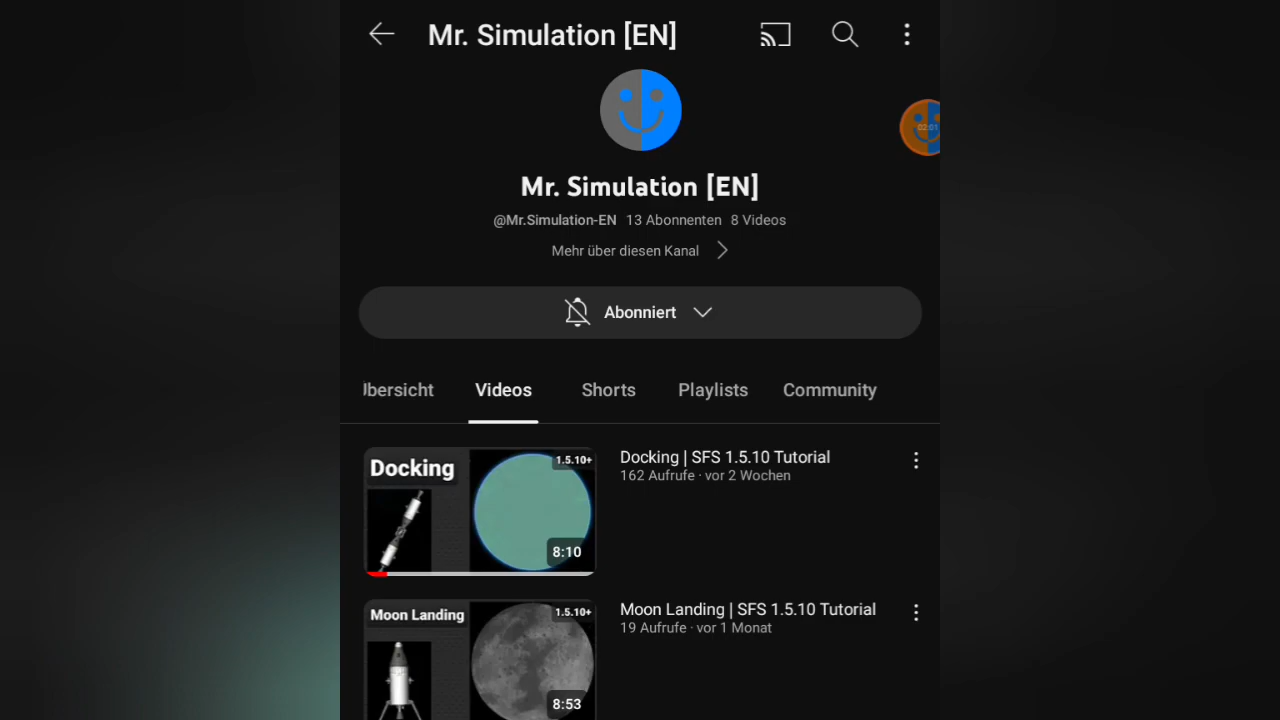 Mr. Simulation [EN]
02:01
Mr. Simulation [EN]
@Mr.Simulation-EN 13 Abonnenten 8 Videos
Mehr über diesen Kanal
Abonniert
Übersicht Videos Shorts Playlists Community
Docking
1.5.10+
8:10
Docking | SFS 1.5.10 Tutorial
162 Aufrufe · vor 2 Wochen
Moon Landing
1.5.10+
8:53
Moon Landing | SFS 1.5.10 Tutorial
19 Aufrufe · vor 1 Monat